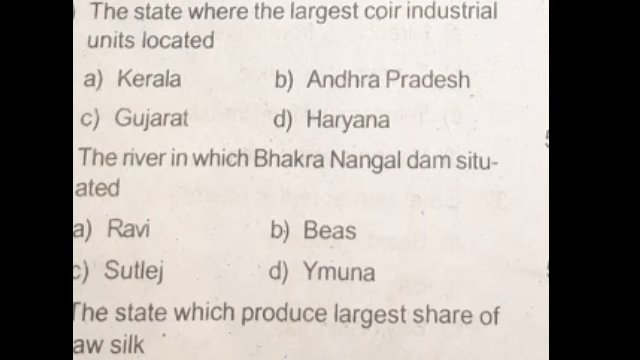 The state where the largest coir industrial
units located
a) Kerala b) Andhra Pradesh
c) Gujarat d) Haryana
The river in which Bhakra Nangal dam situ-
ated
a) Ravi b) Beas
c) Sutlej d) Ymuna
The state which produce largest share of
aw silk